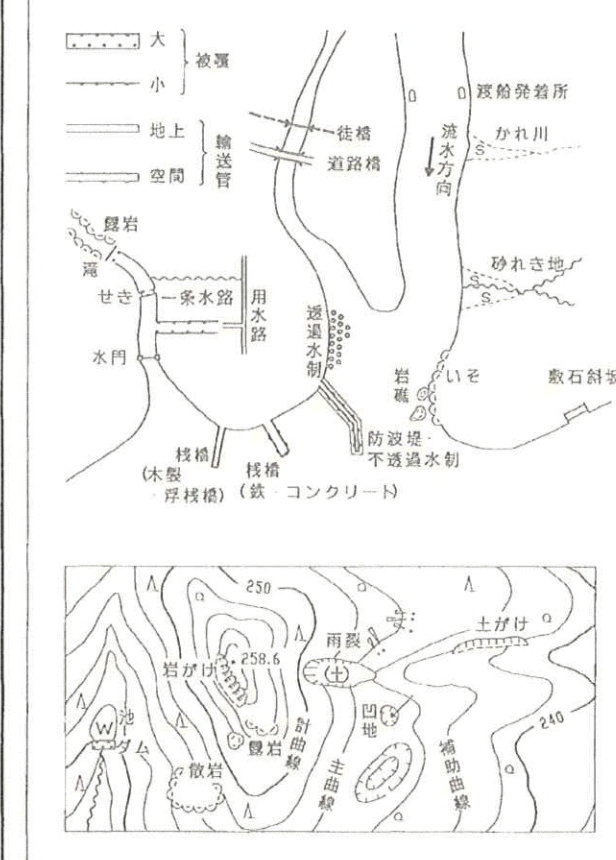 大
小
被覆
地上
空間
輸送管
渡船発着所
かれ川
S
流水方向
徒橋
道路橋
露岩
滝
せき
一条水路
用水路
水門
砂れき地
S
S
透過水制
岩礁
いそ
敷石斜坂
防波堤・
不透過水制
桟橋
(木製
・浮桟橋)
桟橋
(鉄・コンクリート)
250
258.6
岩がけ
雨裂
土がけ
(土)
凹地
240
池
W
ダム
散岩
露岩
計曲線
主曲線
補助曲線